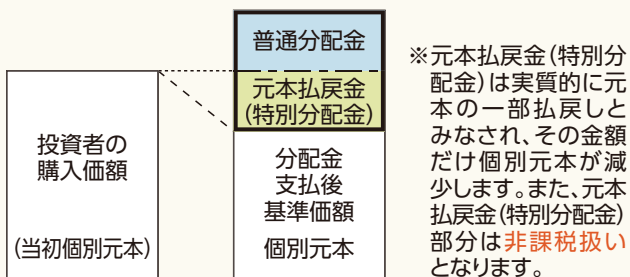 普通分配金
元本払戻金
(特別分配金)
投資者の
購入価額
(当初個別元本)
分配金
支払後
基準価額
個別元本
※元本払戻金(特別分
配金)は実質的に元
本の一部払戻しと
みなされ、その金額
だけ個別元本が減
少します。また、元本
払戻金(特別分配金)
部分は非課税扱い
となります。